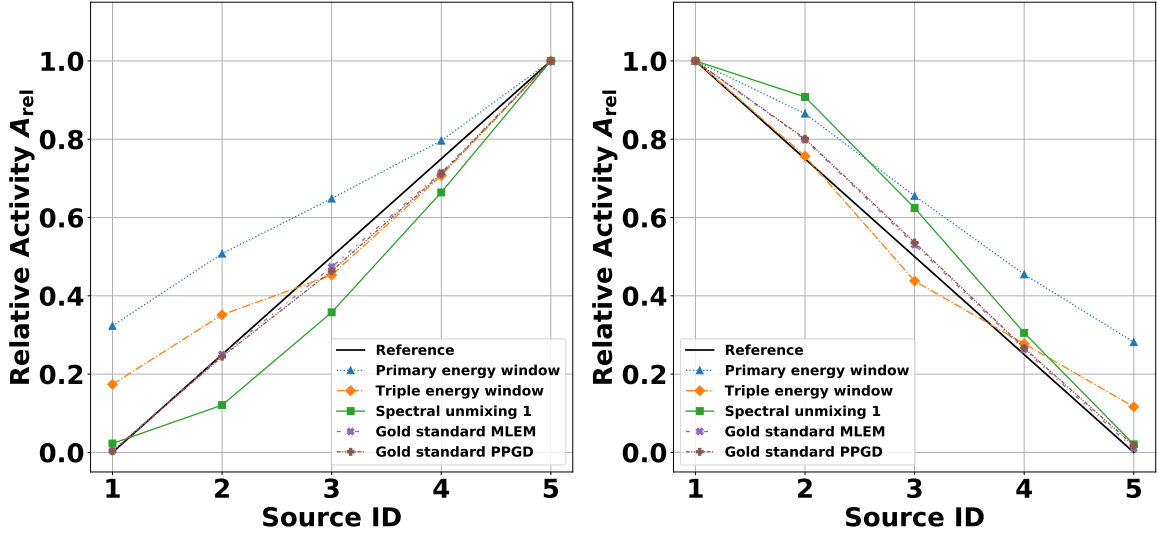 Relative Activity A_rel
1.0
0.8
0.6
0.4
0.2
0.0
Reference
Primary energy window
Triple energy window
Spectral unmixing 1
Gold standard MLEM
Gold standard PPGD
1 2 3 4 5
Source ID
Relative Activity A_rel
1.0
0.8
0.6
0.4
0.2
0.0
Reference
Primary energy window
Triple energy window
Spectral unmixing 1
Gold standard MLEM
Gold standard PPGD
1 2 3 4 5
Source ID